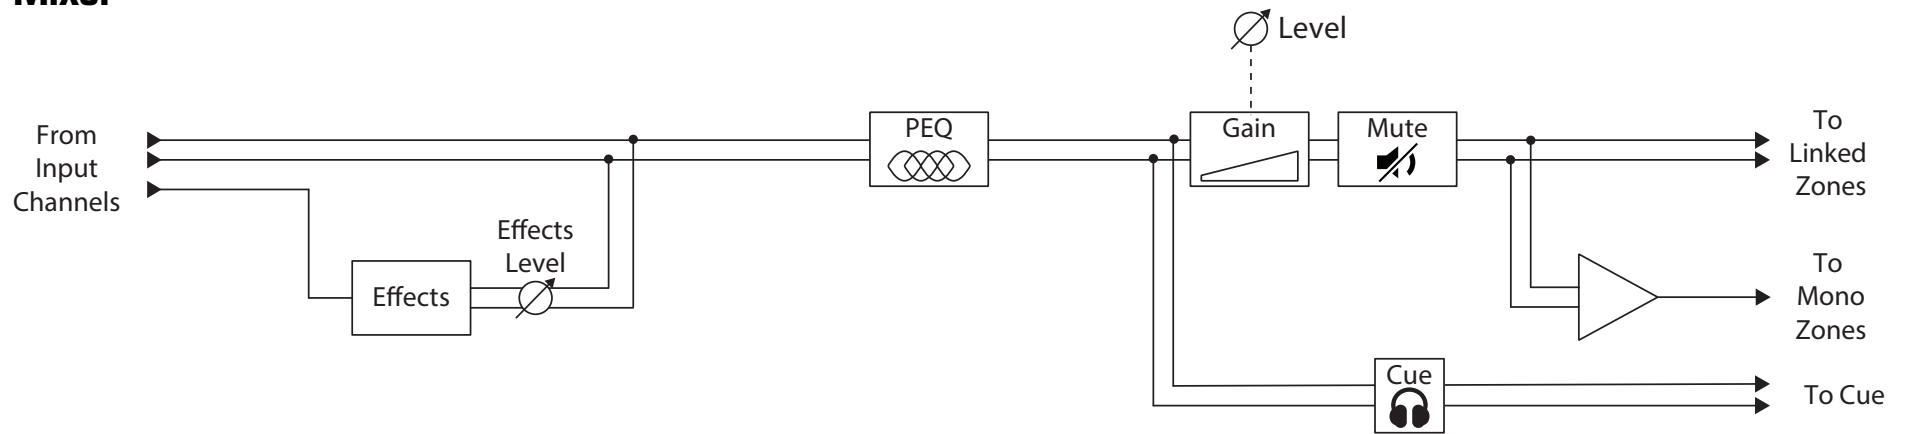 Mixer
Level
From
Input
Channels
PEQ
Gain
Mute
To
Linked
Zones
Effects
Level
Effects
To
Mono
Zones
Cue
To Cue